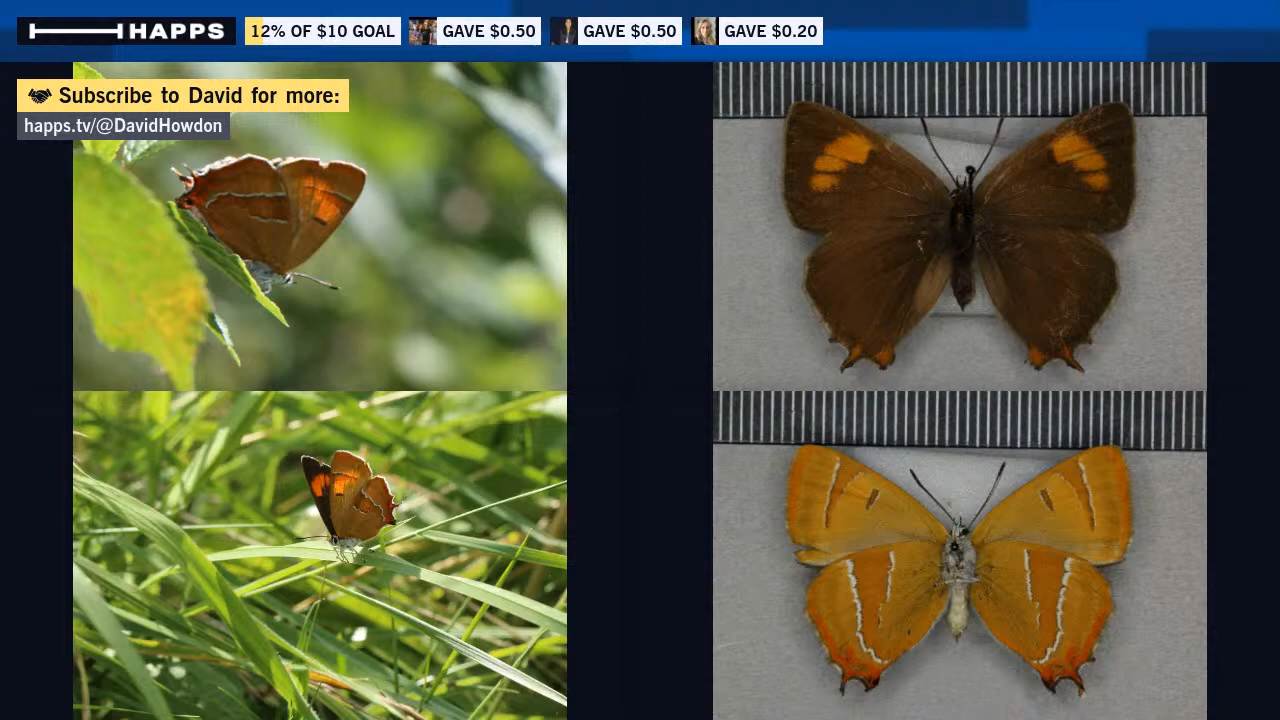 HAPPS
12% OF $10 GOAL
GAVE $0.50
GAVE $0.50
GAVE $0.20
Subscribe to David for more:
happs.tv/@DavidHowdon